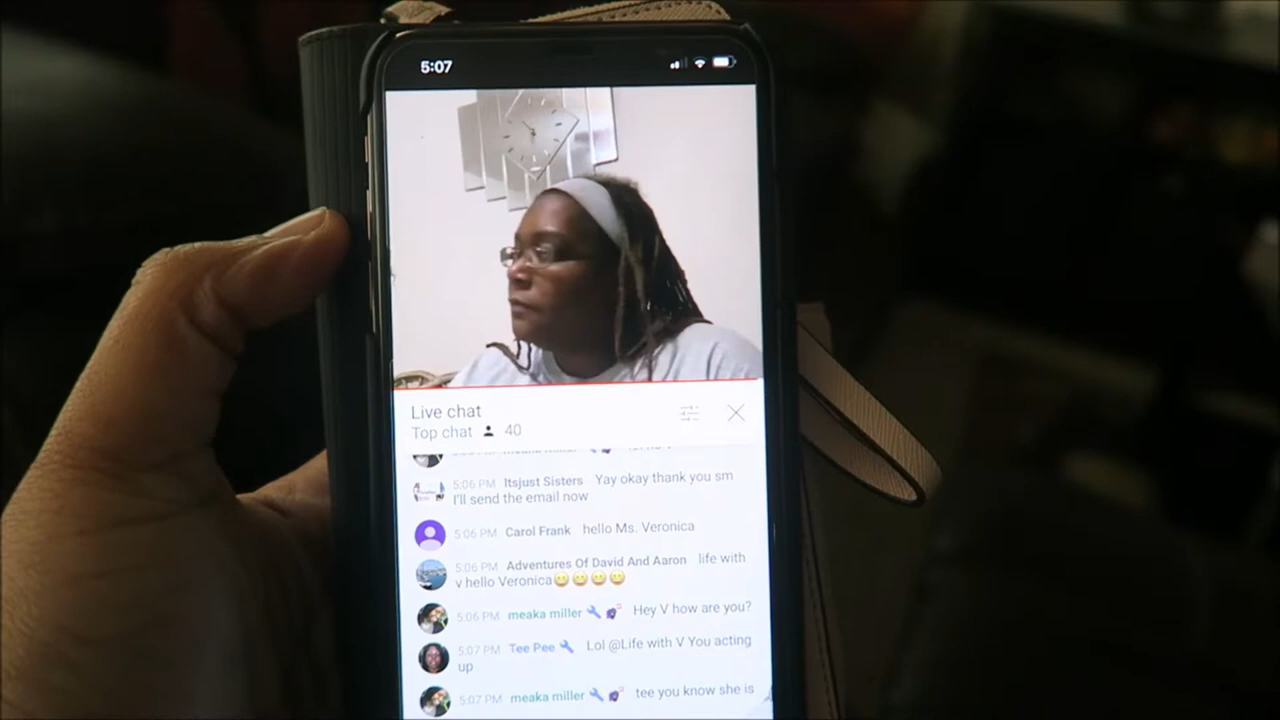 5:07
Live chat
Top chat 40
5:06 PM Itsjust Sisters Yay okay thank you sm
I'll send the email now
5:06 PM Carol Frank hello Ms. Veronica
5:06 PM Adventures Of David And Aaron life with
v hello Veronica😀😀😀😀
5:06 PM meaka miller Hey V how are you?
5:07 PM Tee Pee Lol @Life with V You acting
up
5:07 PM meaka miller tee you know she is